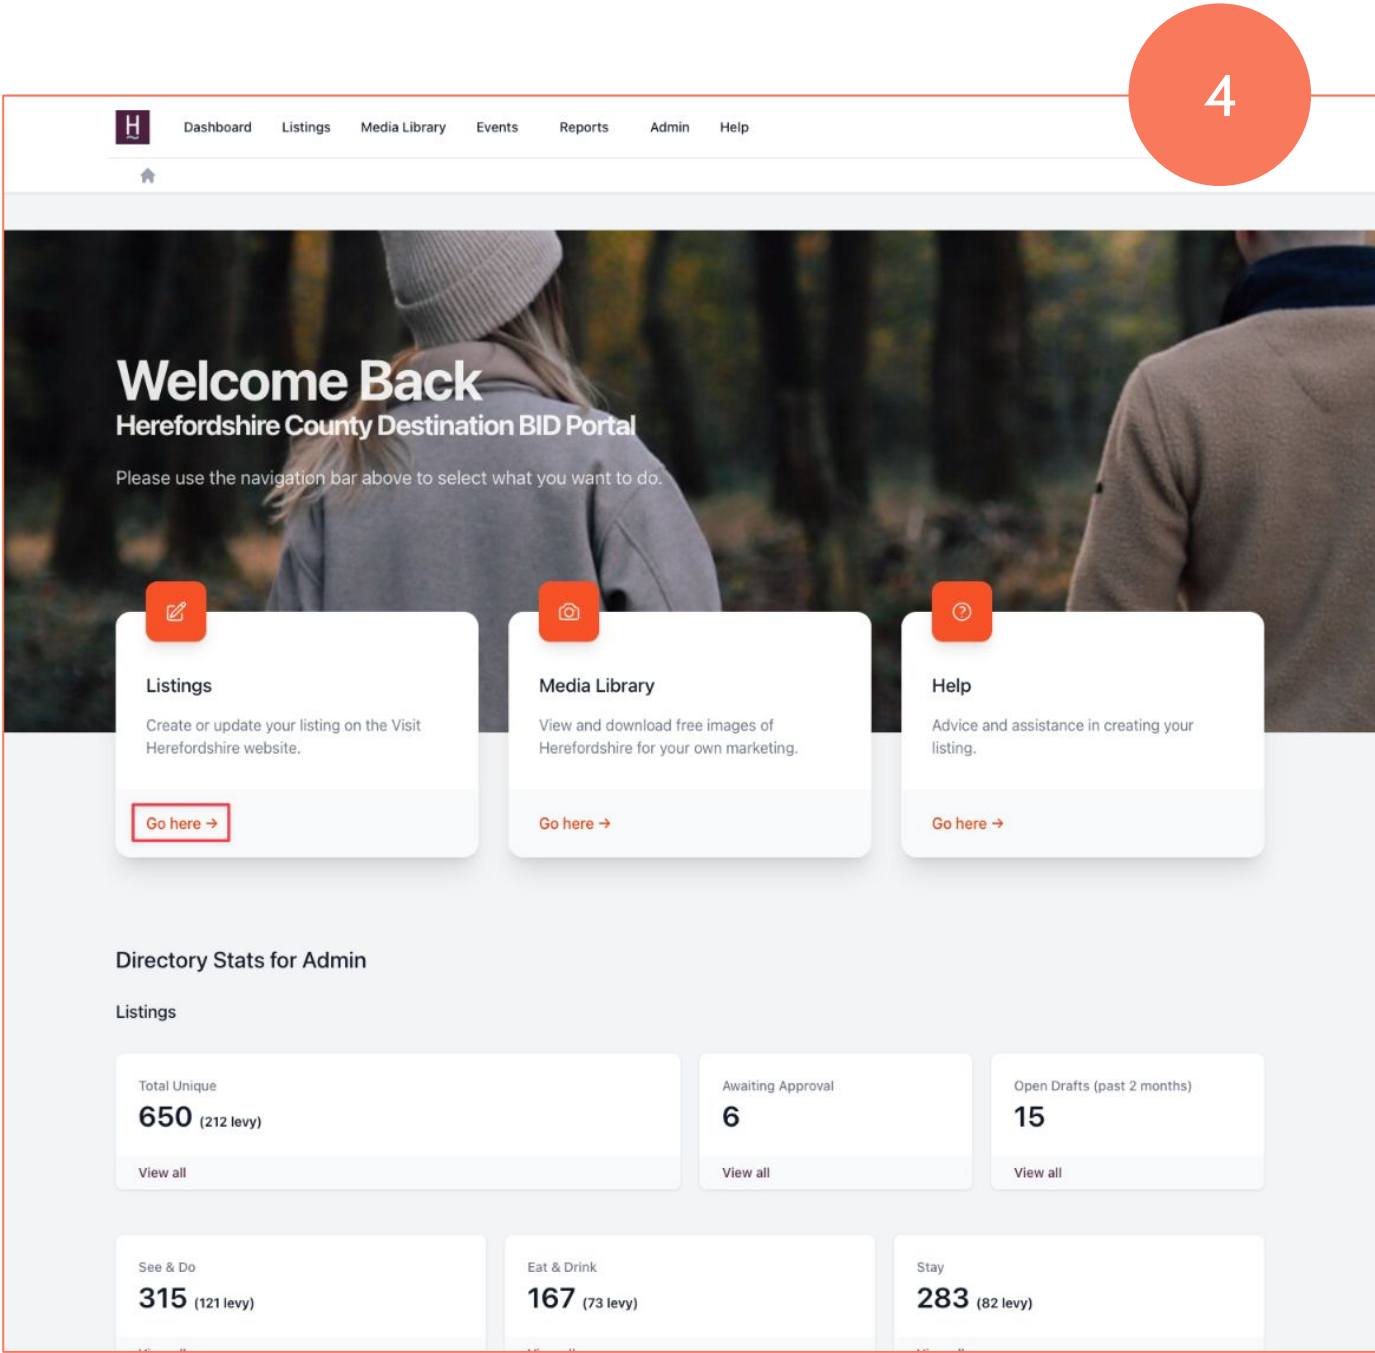 4
H
Dashboard Listings Media Library Events Reports Admin Help
Welcome Back
Herefordshire County Destination BID Portal
Please use the navigation bar above to select what you want to do.
Listings
Create or update your listing on the Visit
Herefordshire website.
Go here →
Media Library
View and download free images of
Herefordshire for your own marketing.
Go here →
Help
Advice and assistance in creating your
listing.
Go here →
Directory Stats for Admin
Listings
Total Unique
650 (212 levy)
View all
Awaiting Approval
6
View all
Open Drafts (past 2 months)
15
View all
See & Do
315 (121 levy)
Eat & Drink
167 (73 levy)
Stay
283 (82 levy)